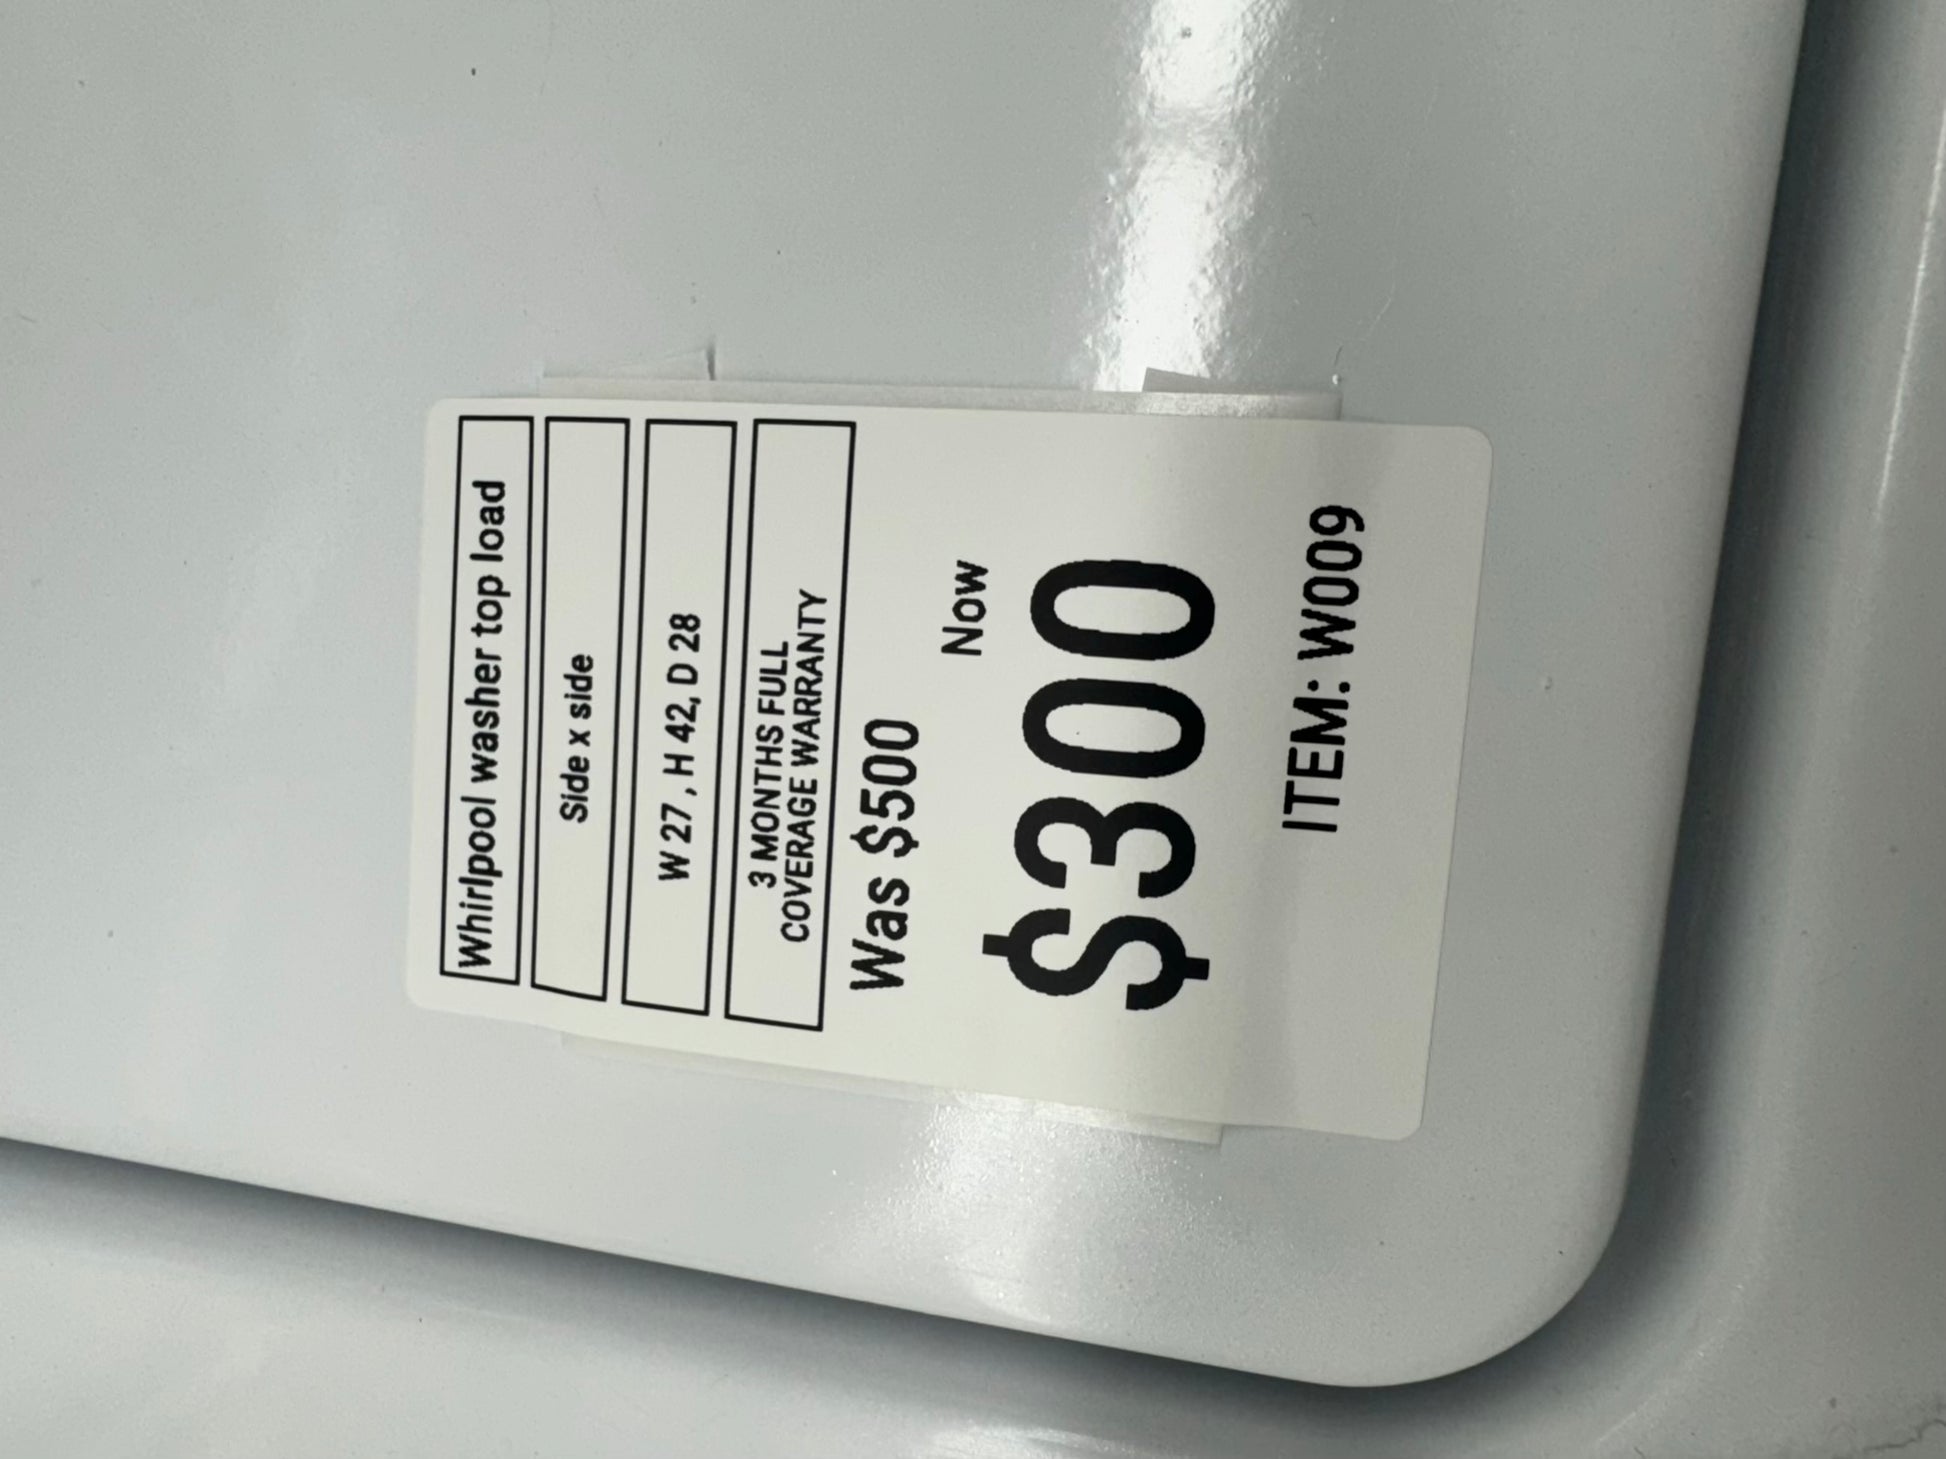 Whirlpool washer top load
Side x side
W 27 , H 42, D 28
3 MONTHS FULL
COVERAGE WARRANTY
Was $500
Now
$300
ITEM: W009